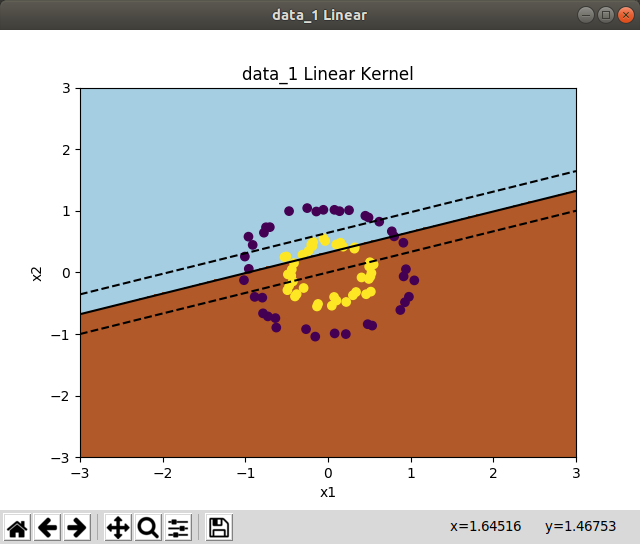 data_1 Linear
data_1 Linear Kernel
3
2
1
0
−1
−2
−3
x2
−3
−2
−1
0
1
2
3
x1
x=1.64516 y=1.46753